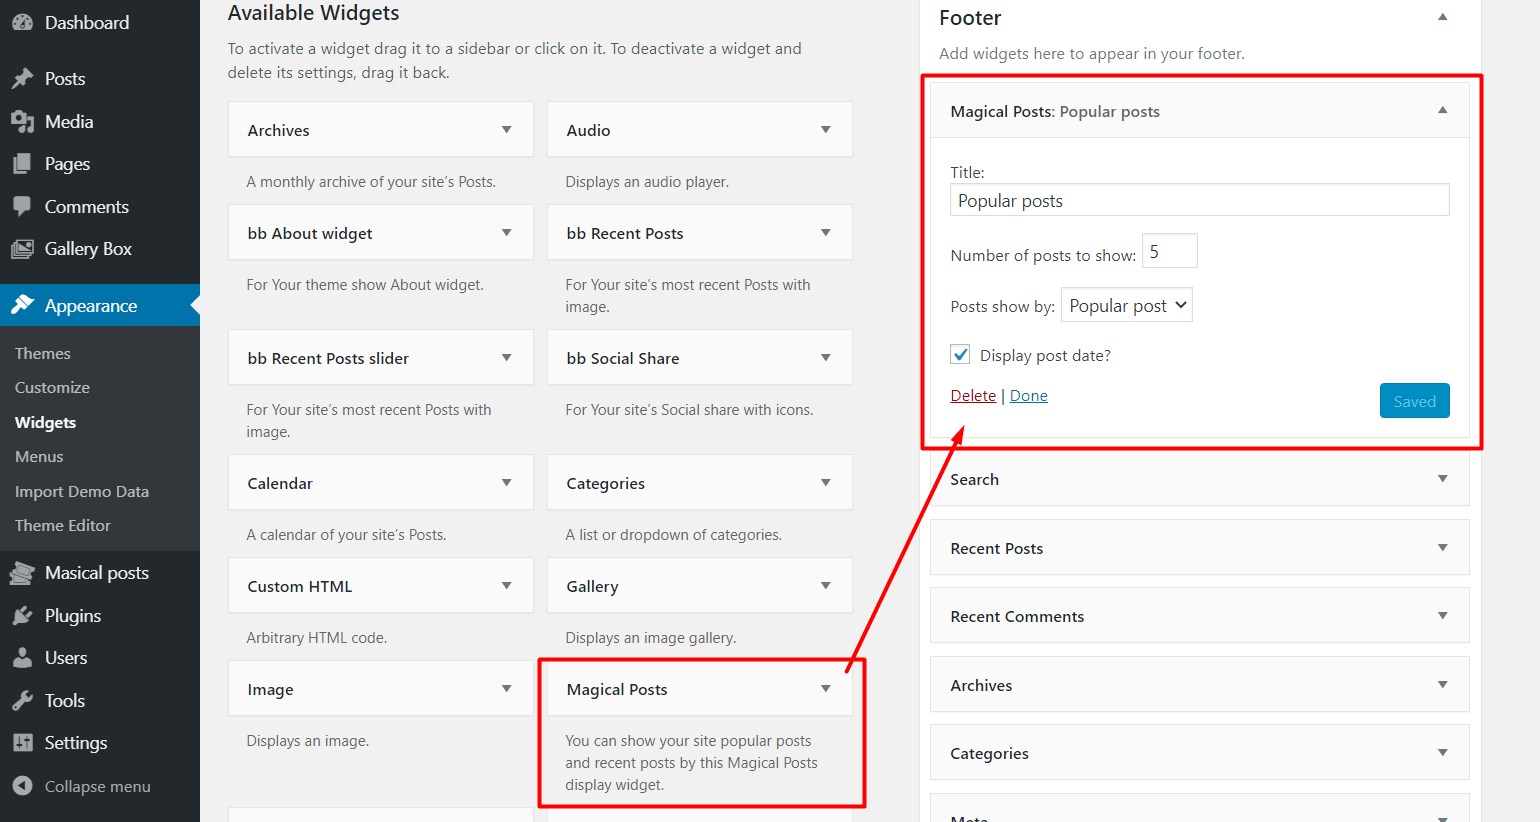 Dashboard
Posts
Media
Pages
Comments
Gallery Box
Appearance
Themes
Customize
Widgets
Menus
Import Demo Data
Theme Editor
Masical posts
Plugins
Users
Tools
Settings
Collapse menu
Available Widgets
To activate a widget drag it to a sidebar or click on it. To deactivate a widget and
delete its settings, drag it back.
Archives
A monthly archive of your site's Posts.
Audio
Displays an audio player.
bb About widget
For Your theme show About widget.
bb Recent Posts
For Your site's most recent Posts with
image.
bb Recent Posts slider
For Your site's most recent Posts with
image.
bb Social Share
For Your site's Social share with icons.
Calendar
A calendar of your site's Posts.
Categories
A list or dropdown of categories.
Custom HTML
Arbitrary HTML code.
Gallery
Displays an image gallery.
Image
Displays an image.
Magical Posts
You can show your site popular posts
and recent posts by this Magical Posts
display widget.
Footer
Add widgets here to appear in your footer.
Magical Posts: Popular posts
Title:
Popular posts
Number of posts to show: 5
Posts show by: Popular post
Display post date?
Delete | Done
Saved
Search
Recent Posts
Recent Comments
Archives
Categories
Meta